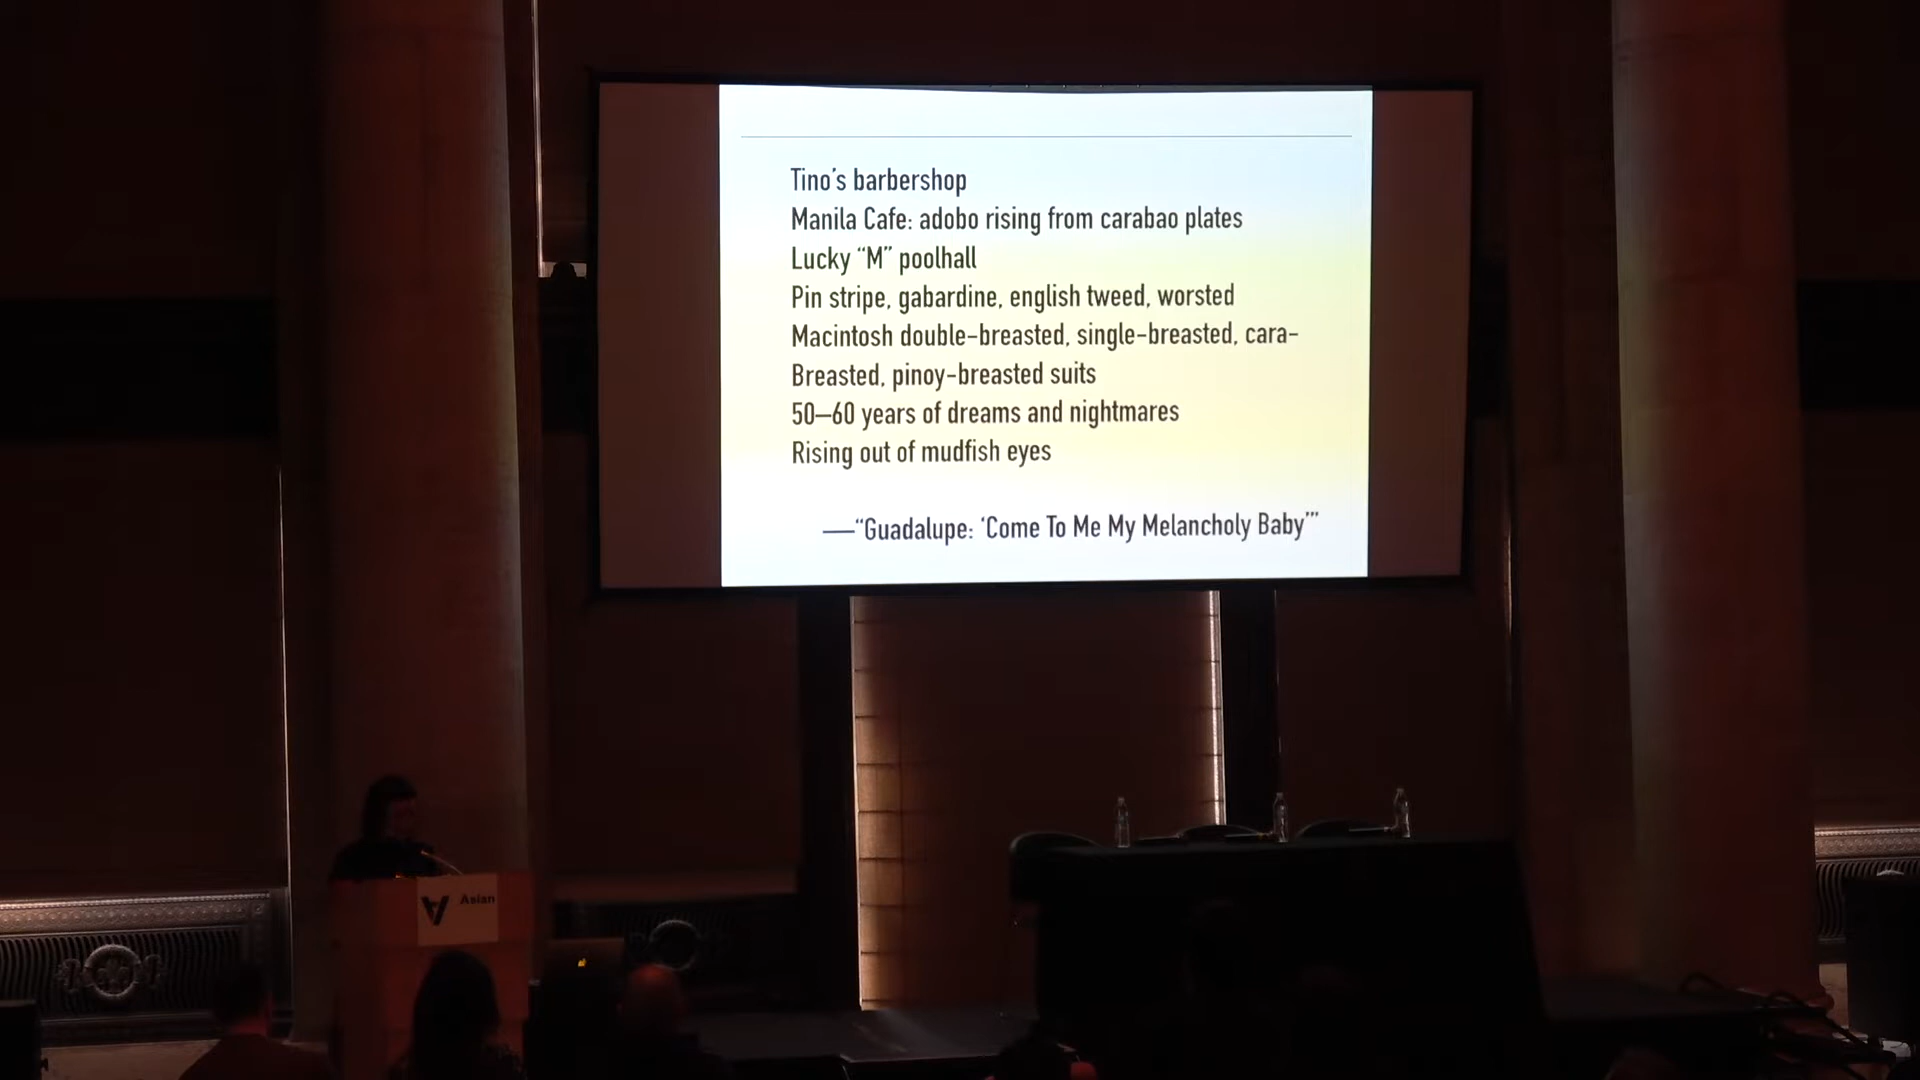 Tino’s barbershop
Manila Cafe: adobo rising from carabao plates
Lucky “M” poolhall
Pin stripe, gabardine, english tweed, worsted
Macintosh double-breasted, single-breasted, cara-
Breasted, pinoy-breasted suits
50–60 years of dreams and nightmares
Rising out of mudfish eyes
—“Guadalupe: ‘Come To Me My Melancholy Baby’”
Asian